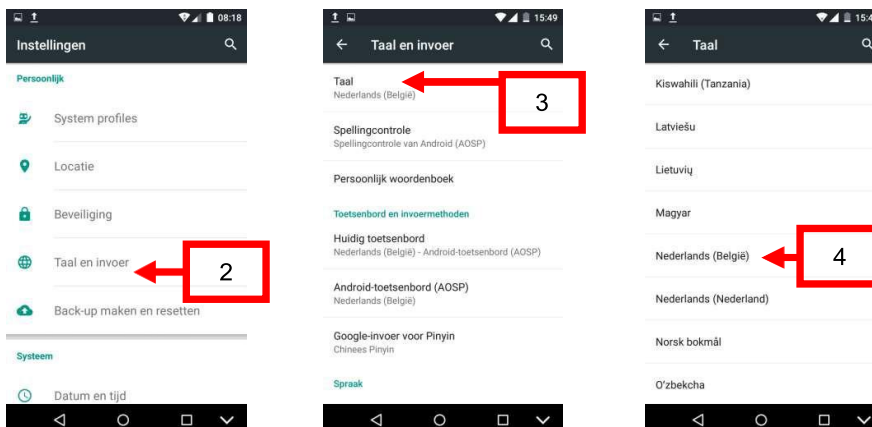 08:18
Instellingen
Persoonlijk
System profiles
Locatie
Beveiliging
Taal en invoer
2
Back-up maken en resetten
Systeem
Datum en tijd
15:49
Taal en invoer
Taal
Nederlands (België)
3
Spellingcontrole
Spellingcontrole van Android (AOSP)
Persoonlijk woordenboek
Toetsenbord en invoermethoden
Huidig toetsenbord
Nederlands (België) - Android-toetsenbord (AOSP)
Android-toetsenbord (AOSP)
Nederlands (België)
Google-invoer voor Pinyin
Chinees Pinyin
Spraak
Taal
Kiswahili (Tanzania)
Latviešu
Lietuvių
Magyar
Nederlands (België)
4
Nederlands (Nederland)
Norsk bokmål
O'zbekcha